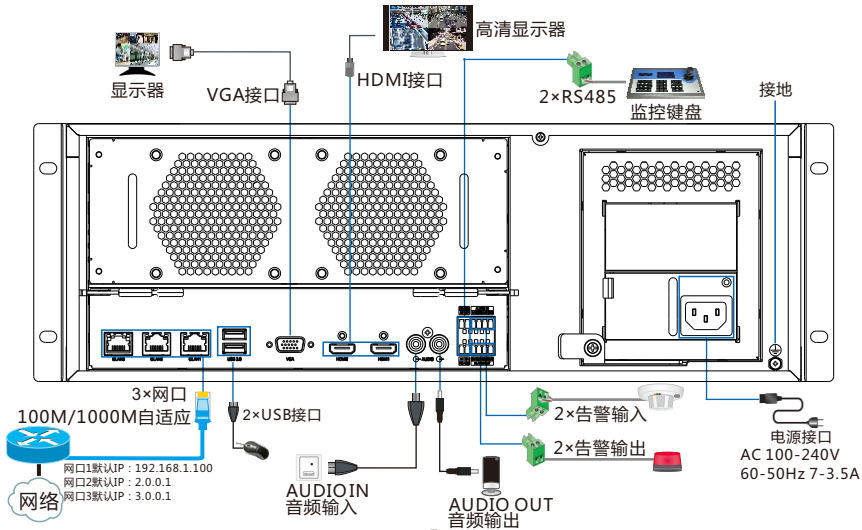 高清显示器
显示器
VGA接口
HDMI接口
2×RS485
监控键盘
接地
USB 3.0
VGA
HDMI2
HDMI1
AUDIO
3×网口
100M/1000M自适应
2×USB接口
2×告警输入
2×告警输出
网口1默认IP：192.168.1.100
网口2默认IP：2.0.0.1
网口3默认IP：3.0.0.1
网络
AUDIO IN
音频输入
AUDIO OUT
音频输出
电源接口
AC 100-240V
60-50Hz 7-3.5A